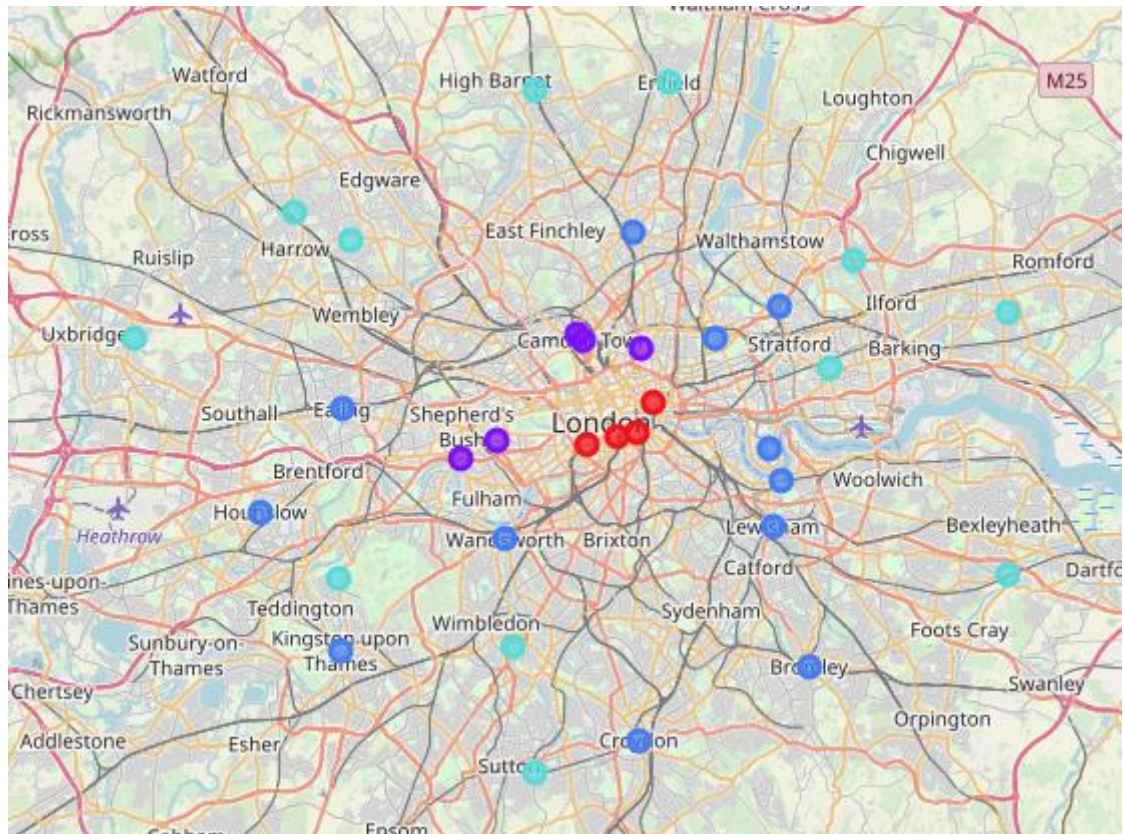 Waltham Cross
Watford
High Barnet
Enfield
M25
Rickmansworth
Loughton
Chigwell
Edgware
ross
East Finchley
Walthamstow
Harrow
Ruislip
Romford
Ilford
Wembley
Uxbridge
Camden Town
Stratford
Barking
Southall
Ealing
Shepherd's
Bush
London
Brentford
Woolwich
Fulham
Hounslow
Heathrow
Wandsworth
Brixton
Lewisham
Bexleyheath
Catford
Dartfo
ines-upon-
Thames
Teddington
Sydenham
Wimbledon
Foots Cray
Sunbury-on-
Thames
Kingston upon
Thames
Bromley
Chertsey
Swanley
Orpington
Addlestone
Esher
Croydon
Sutton
Epsom
Cobham